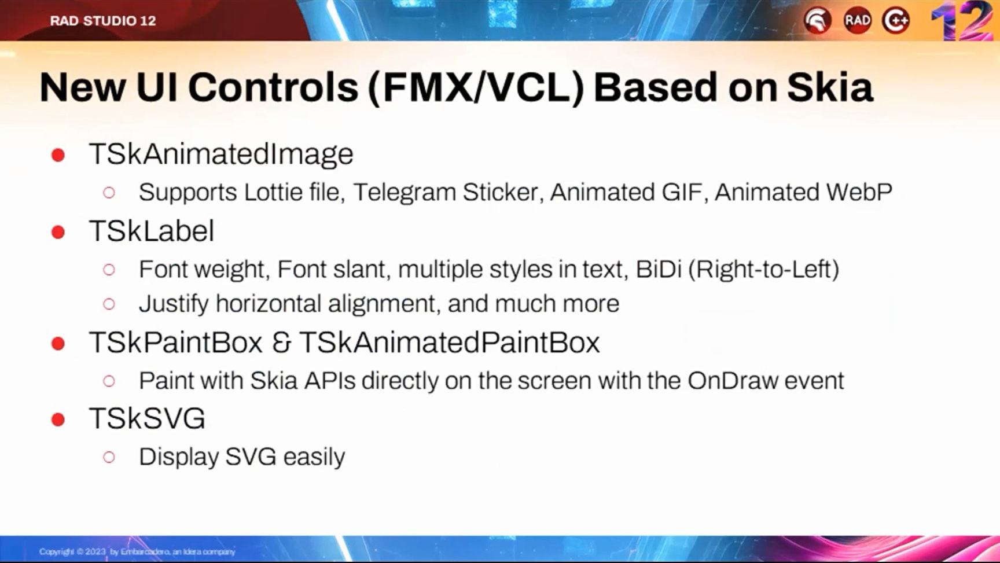 RAD STUDIO 12
RAD
C++
12
New UI Controls (FMX/VCL) Based on Skia
TSkAnimatedImage
Supports Lottie file, Telegram Sticker, Animated GIF, Animated WebP
TSkLabel
Font weight, Font slant, multiple styles in text, BiDi (Right-to-Left)
Justify horizontal alignment, and much more
TSkPaintBox & TSkAnimatedPaintBox
Paint with Skia APIs directly on the screen with the OnDraw event
TSkSVG
Display SVG easily
Copyright © 2023 by Embarcadero, an Idera company